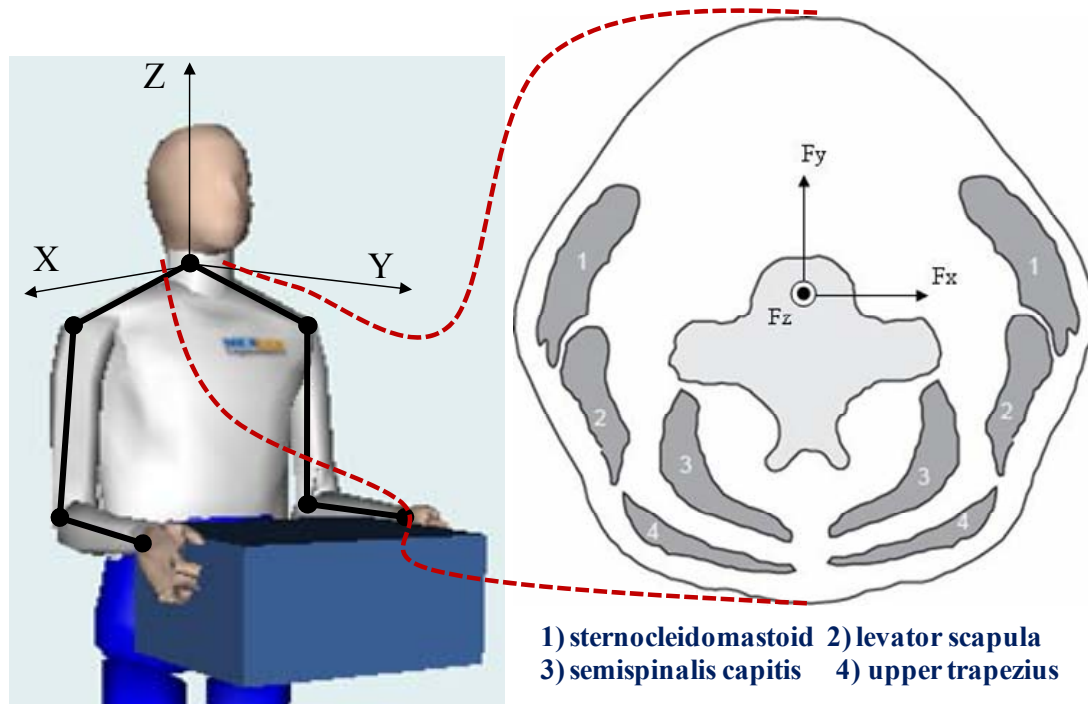 Z
X
Y
Fy
Fx
Fz
1
1
2
2
3
3
4
4
1) sternocleidomastoid 2) levator scapula
3) semispinalis capitis 4) upper trapezius